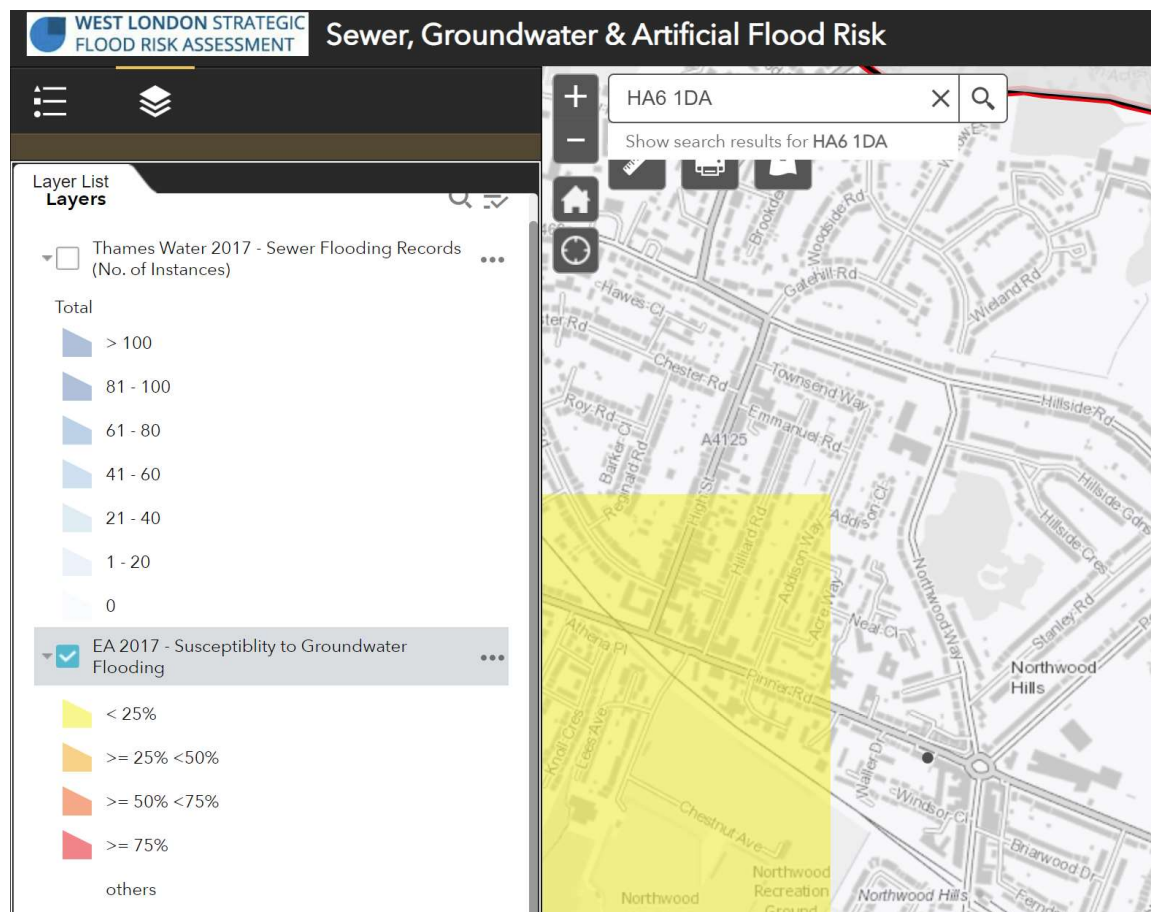 WEST LONDON STRATEGIC
FLOOD RISK ASSESSMENT
Sewer, Groundwater & Artificial Flood Risk
HA6 1DA
Show search results for HA6 1DA
Layer List
Layers
Thames Water 2017 - Sewer Flooding Records
(No. of Instances)
Total
> 100
81 - 100
61 - 80
41 - 60
21 - 40
1 - 20
0
EA 2017 - Susceptiblity to Groundwater
Flooding
< 25%
>= 25% <50%
>= 50% <75%
>= 75%
others
Woodside Rd
Gatehill Rd
Wieland Rd
Hawes Cl
Chester Rd
Townsend Way
Hillside Rd
Roy Rd
Emmanuel Rd
A4125
Barker Cl
Reginald Rd
High St
Hilliard Rd
Addison Way
Addison Cl
Hillside Gdns
Hillside Cres
Northwood Way
Acre Way
Neal Cl
Stanley Rd
Athena Pl
Pinner Rd
Northwood
Hills
Knoll Cres
Lees Ave
Waller Dr
Windsor Cl
Chestnut Ave
Briarwood Dr
Northwood
Recreation
Ground
Northwood
Northwood Hills